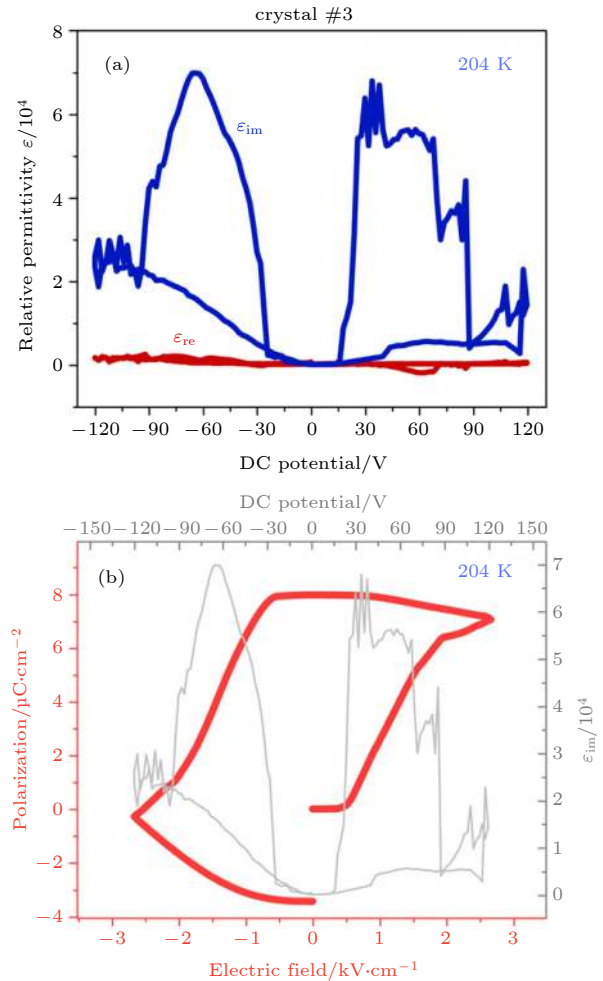 crystal #3
(a)
204 K
8
6
4
2
0
Relative permittivity ε/10⁴
ε_im
ε_re
−120 −90 −60 −30 0 30 60 90 120
DC potential/V
DC potential/V
−150 −120 −90 −60 −30 0 30 60 90 120 150
(b)
204 K
8
6
4
2
0
−2
−4
Polarization/μC·cm⁻²
7
6
5
4
3
2
1
0
ε_im/10⁴
−3 −2 −1 0 1 2 3
Electric field/kV·cm⁻¹